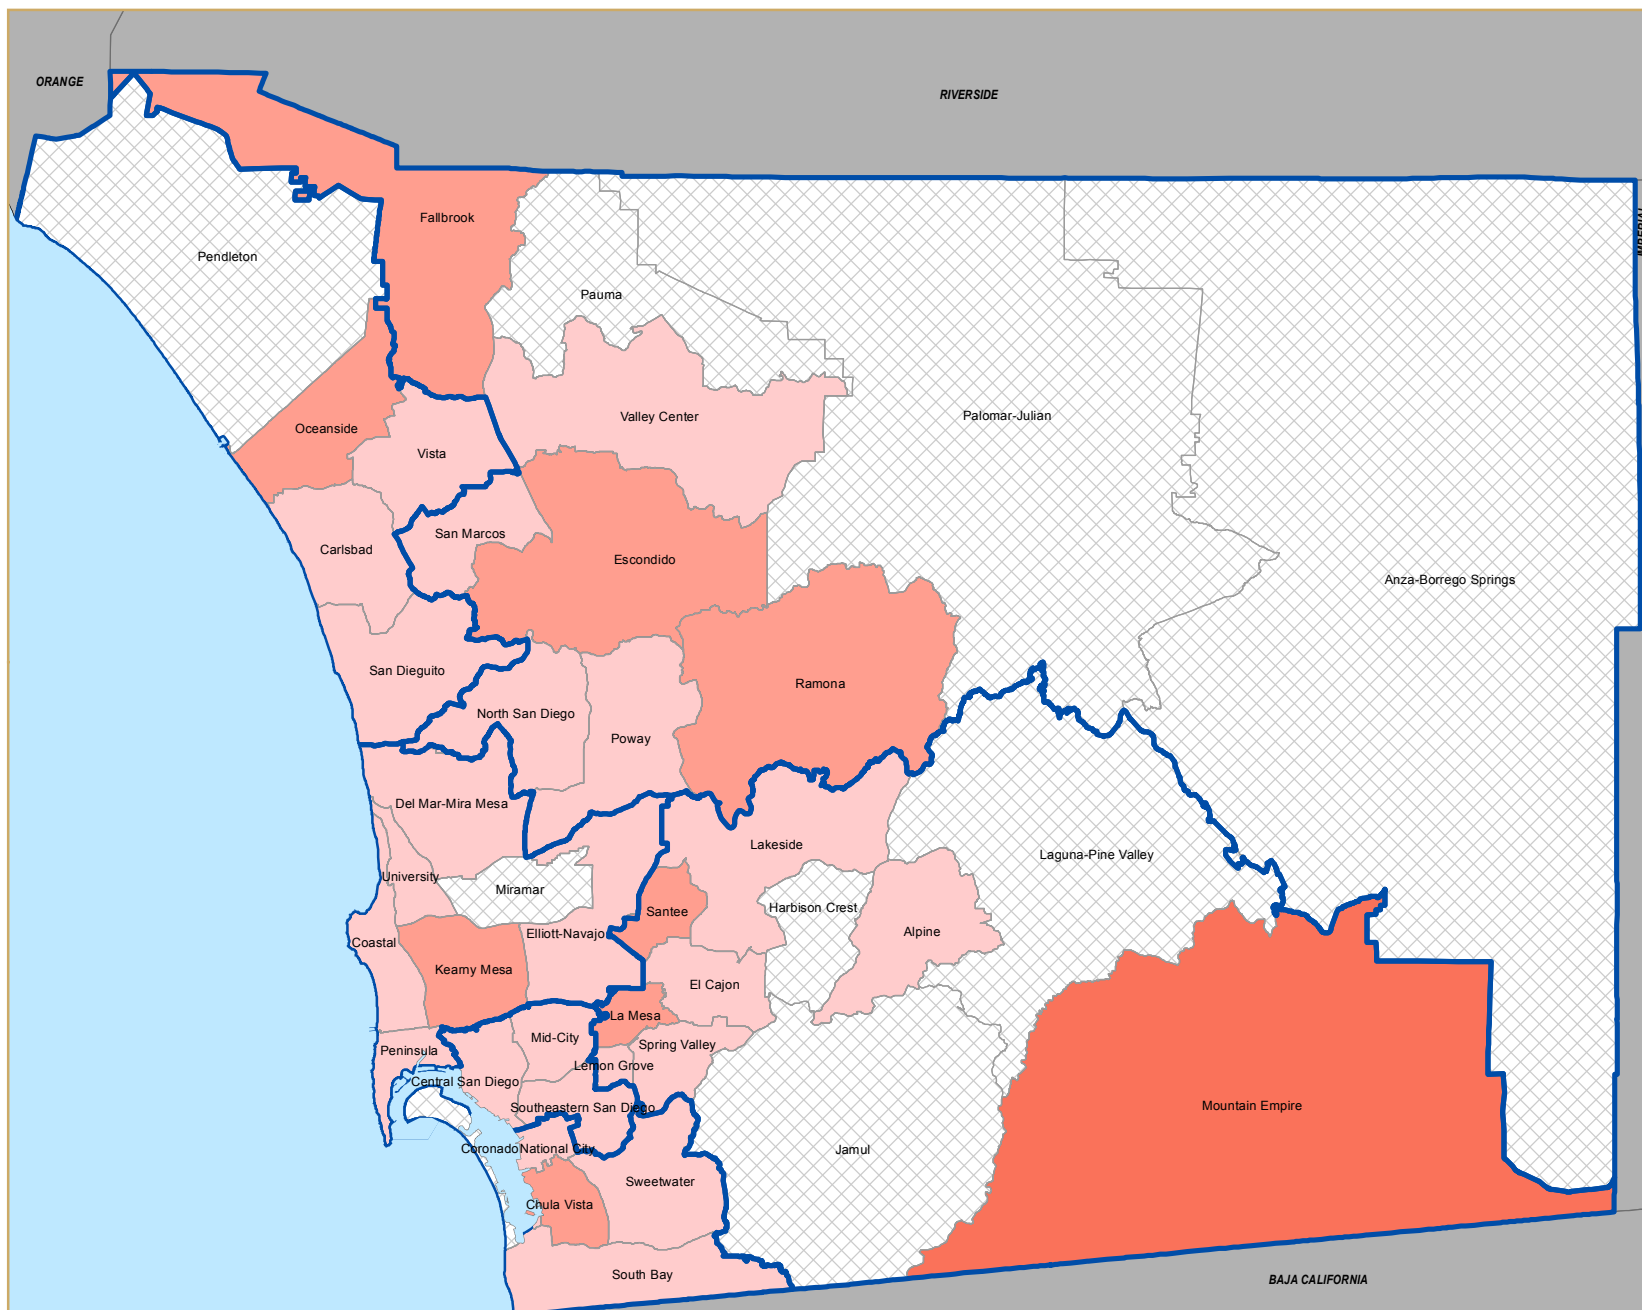 ORANGE
RIVERSIDE
IMPERIAL
Fallbrook
Pendleton
Pauma
Palomar-Julian
Valley Center
Oceanside
Vista
San Marcos
Carlsbad
Escondido
Anza-Borrego Springs
San Dieguito
Ramona
North San Diego
Poway
Del Mar-Mira Mesa
Lakeside
Laguna-Pine Valley
University
Miramar
Harbison Crest
Santee
Elliott-Navajo
Alpine
Coastal
Kearny Mesa
El Cajon
La Mesa
Mid-City
Spring Valley
Peninsula
Lemon Grove
Central San Diego
Southeastern San Diego
Mountain Empire
Coronado
National City
Jamul
Sweetwater
Chula Vista
South Bay
BAJA CALIFORNIA